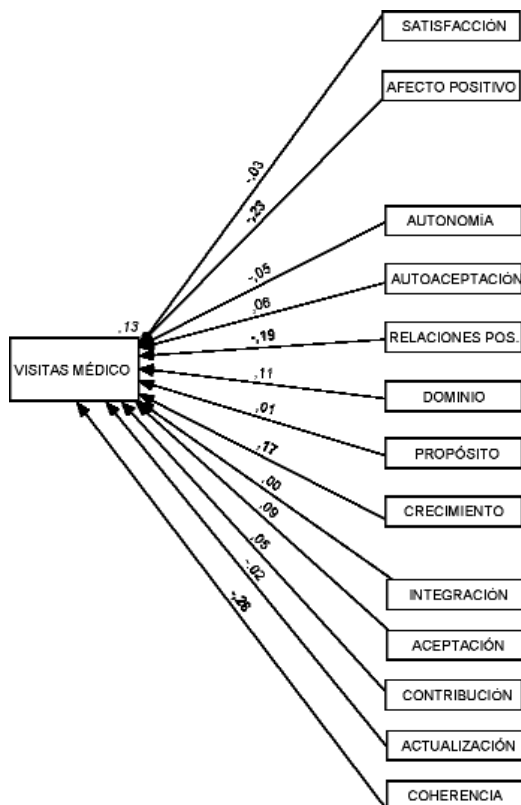 SATISFACCIÓN
AFECTO POSITIVO
-,03
-,23
AUTONOMÍA
-,05
AUTOACEPTACIÓN
,06
,13
RELACIONES POS.
-,19
VISITAS MÉDICO
,11
DOMINIO
,01
PROPÓSITO
,17
CRECIMIENTO
,00
,09
INTEGRACIÓN
,05
ACEPTACIÓN
-,02
CONTRIBUCIÓN
-,26
ACTUALIZACIÓN
COHERENCIA